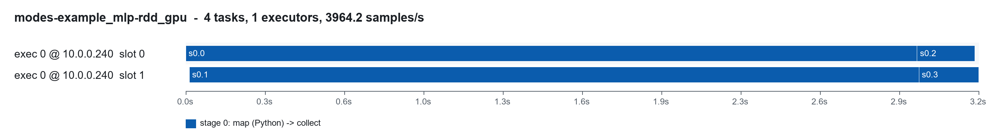 modes-example_mlp-rdd_gpu - 4 tasks, 1 executors, 3964.2 samples/s
exec 0 @ 10.0.0.240 slot 0
s0.0
s0.2
exec 0 @ 10.0.0.240 slot 1
s0.1
s0.3
0.0s 0.3s 0.6s 1.0s 1.3s 1.6s 1.9s 2.3s 2.6s 2.9s 3.2s
stage 0: map (Python) -> collect